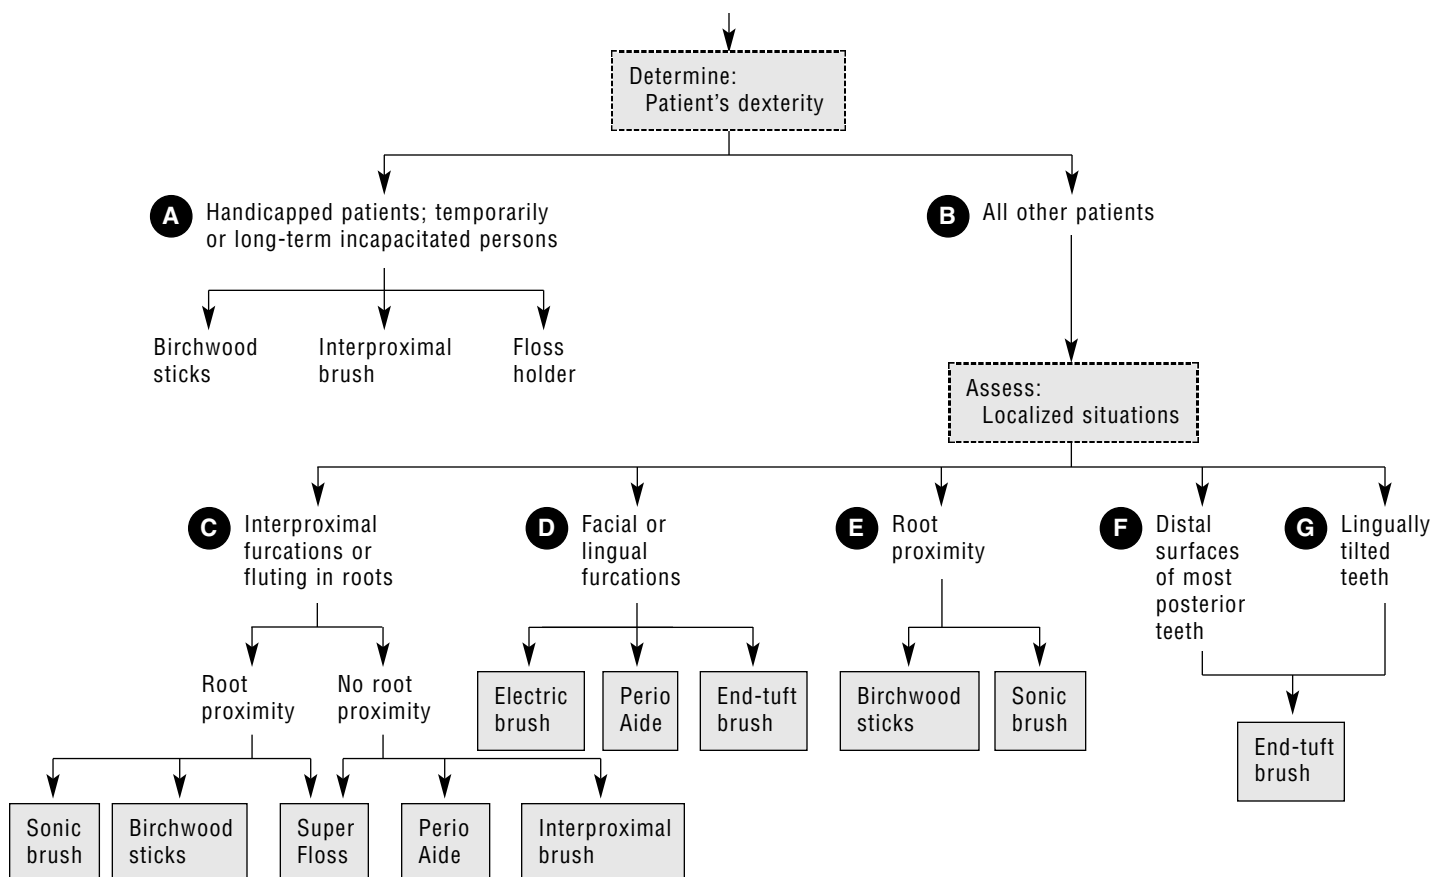 Determine:
Patient's dexterity
A
Handicapped patients; temporarily
or long-term incapacitated persons
B
All other patients
Birchwood
sticks
Interproximal
brush
Floss
holder
Assess:
Localized situations
C
Interproximal
furcations or
fluting in roots
D
Facial or
lingual
furcations
E
Root
proximity
F
Distal
surfaces
of most
posterior
teeth
G
Lingually
tilted
teeth
Root
proximity
No root
proximity
Electric
brush
Perio
Aide
End-tuft
brush
Birchwood
sticks
Sonic
brush
End-tuft
brush
Sonic
brush
Birchwood
sticks
Super
Floss
Perio
Aide
Interproximal
brush